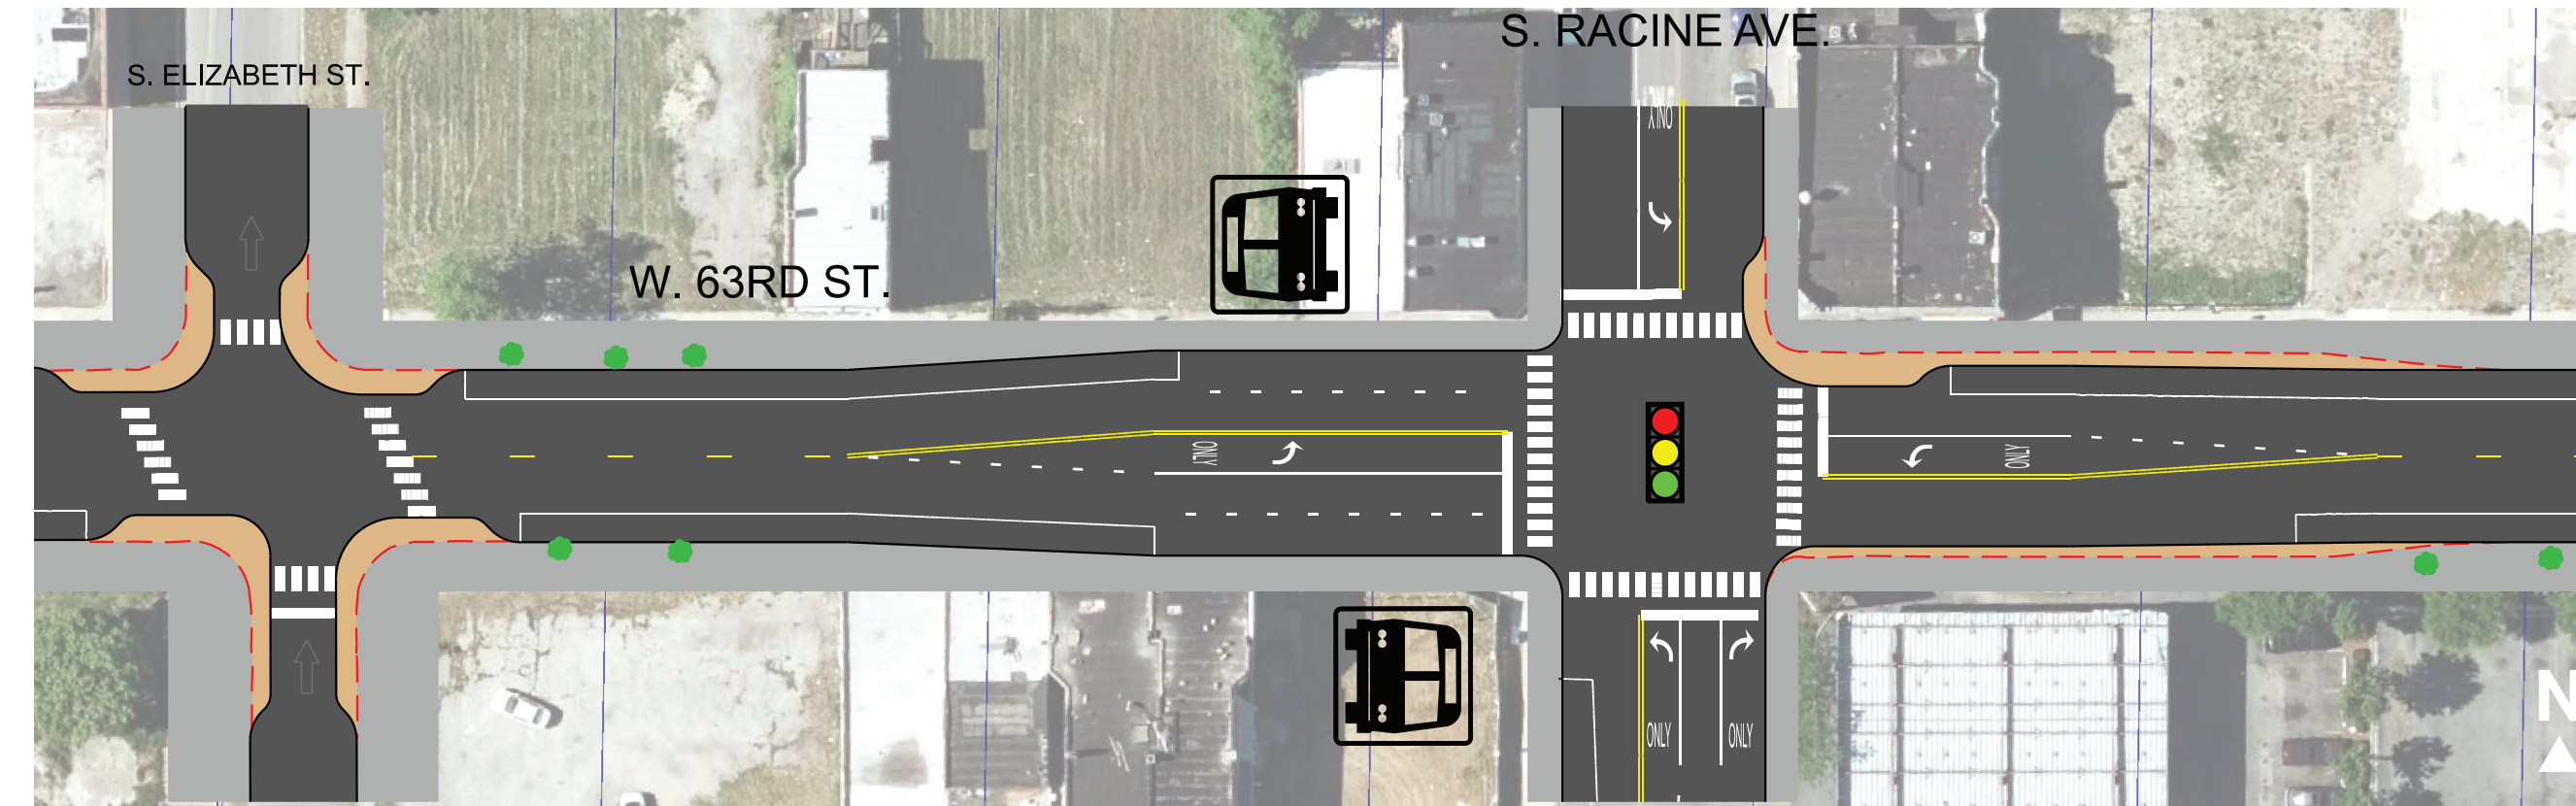 S. RACINE AVE.
S. ELIZABETH ST.
ONLY
W. 63RD ST.
ONLY
ONLY
ONLY
ONLY
N